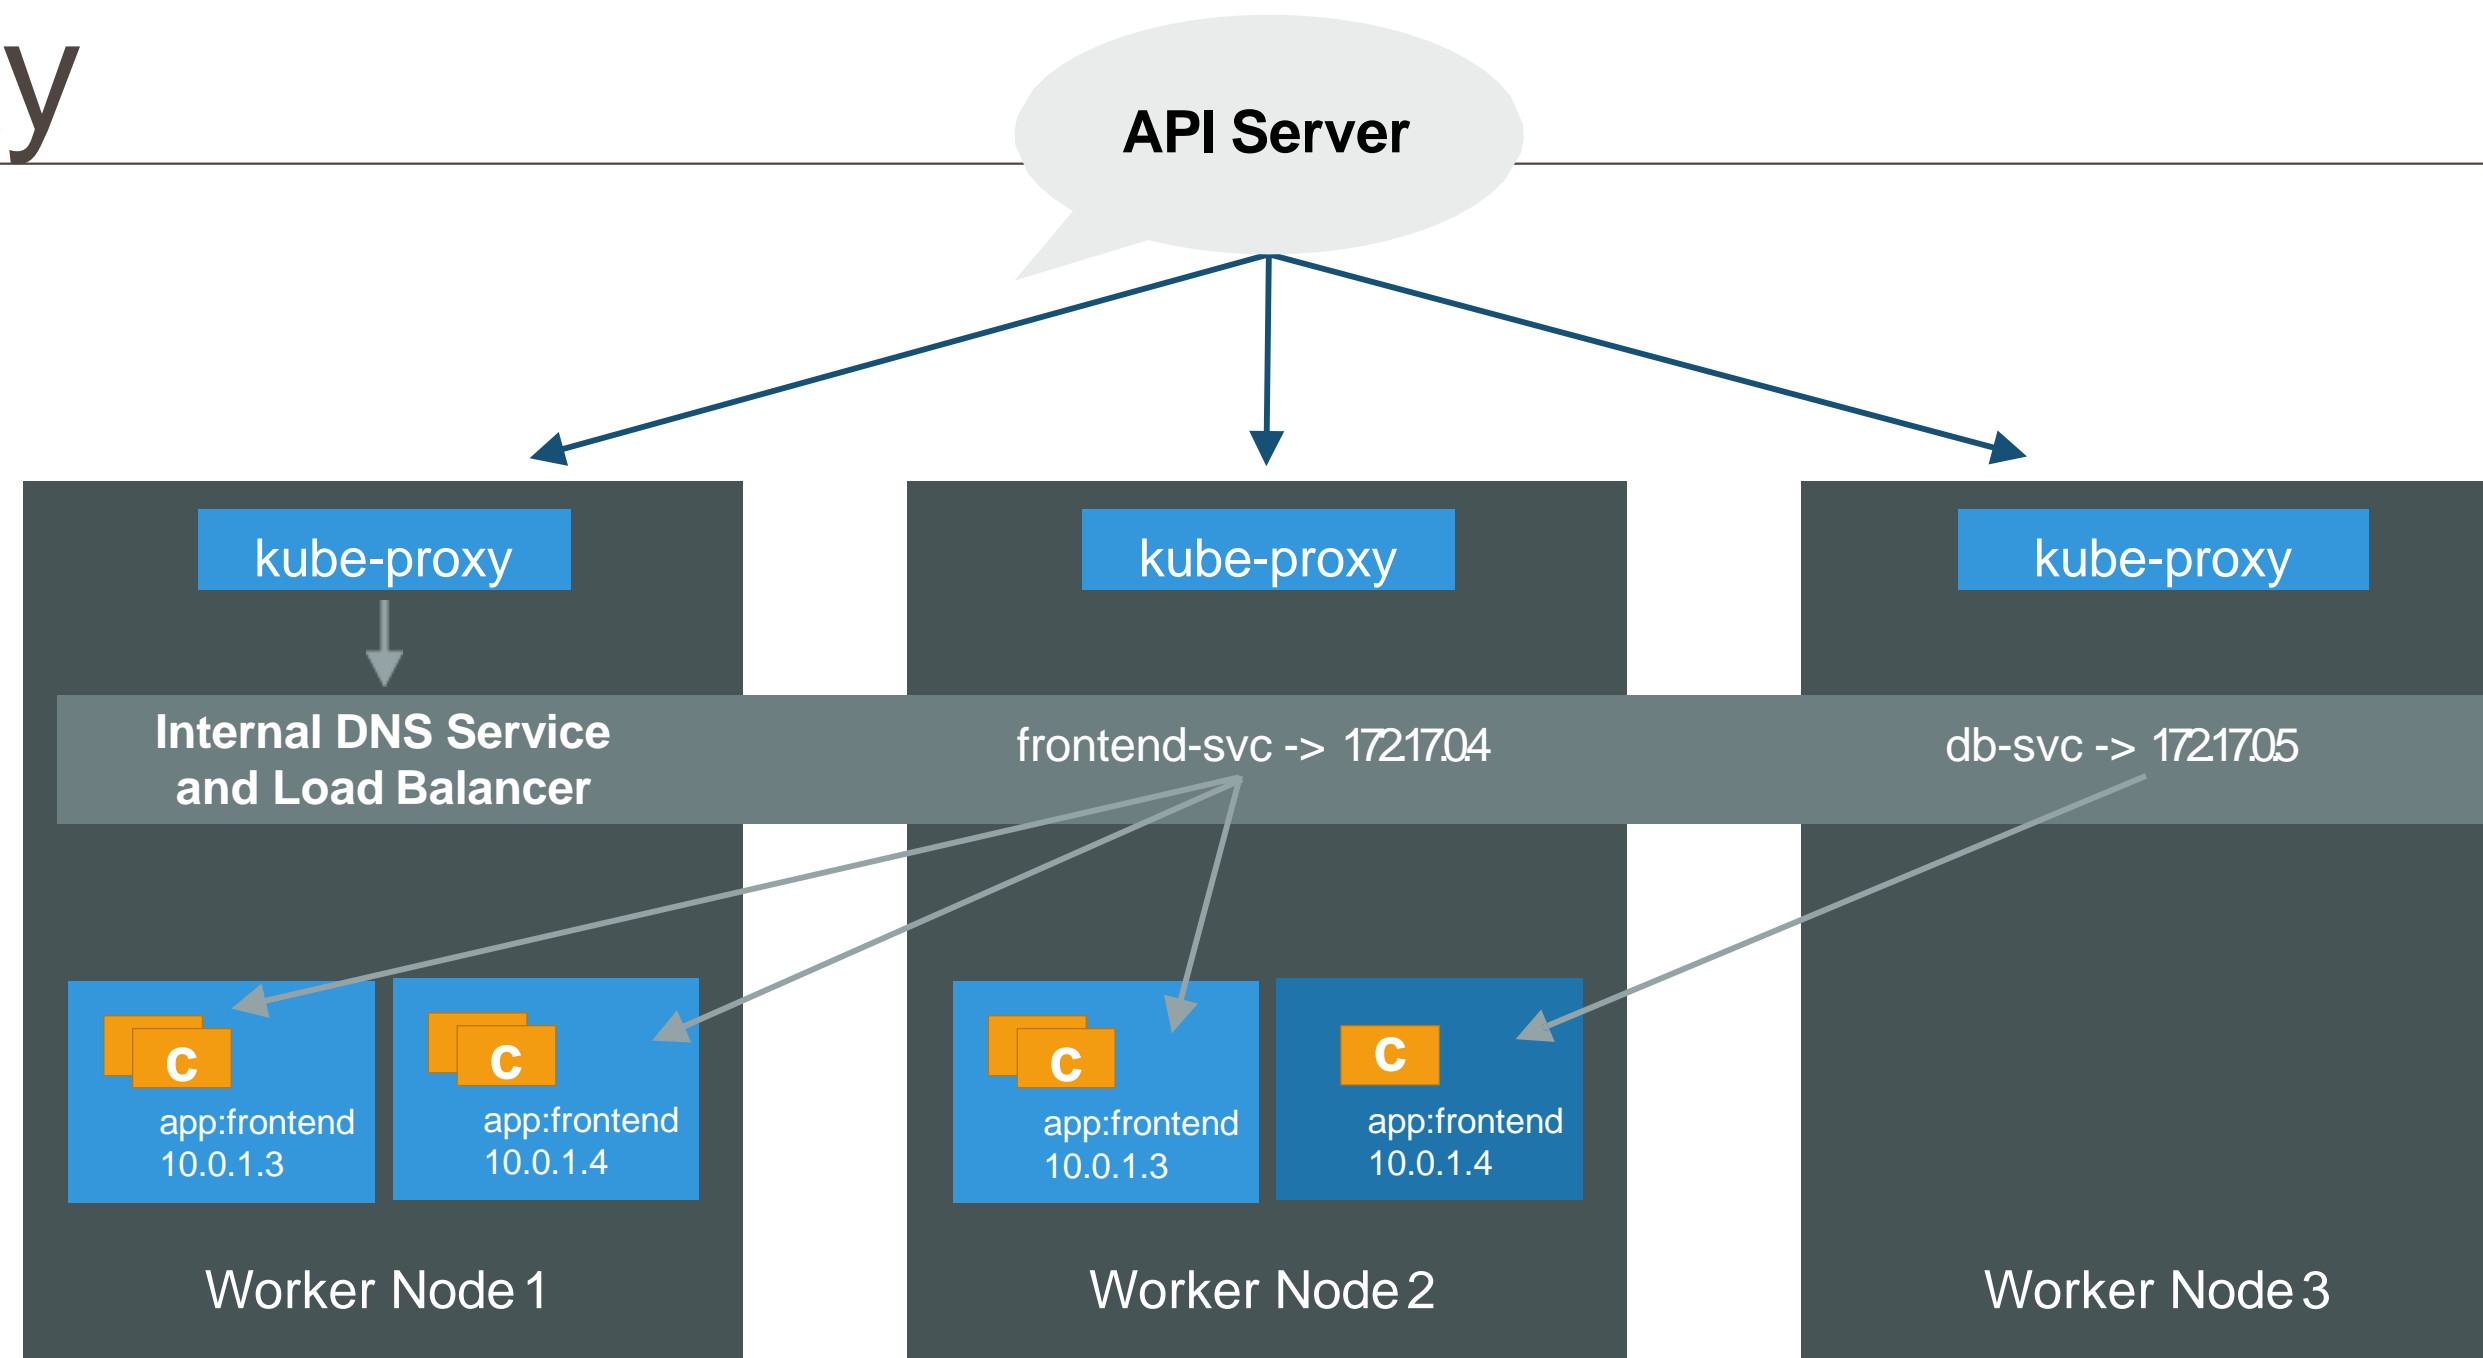 y
API Server
kube-proxy
kube-proxy
kube-proxy
Internal DNS Service
and Load Balancer
frontend-svc -> 172.17.0.4
db-svc -> 172.17.0.5
c
app:frontend
10.0.1.3
c
app:frontend
10.0.1.4
c
app:frontend
10.0.1.3
c
app:frontend
10.0.1.4
Worker Node 1
Worker Node 2
Worker Node 3